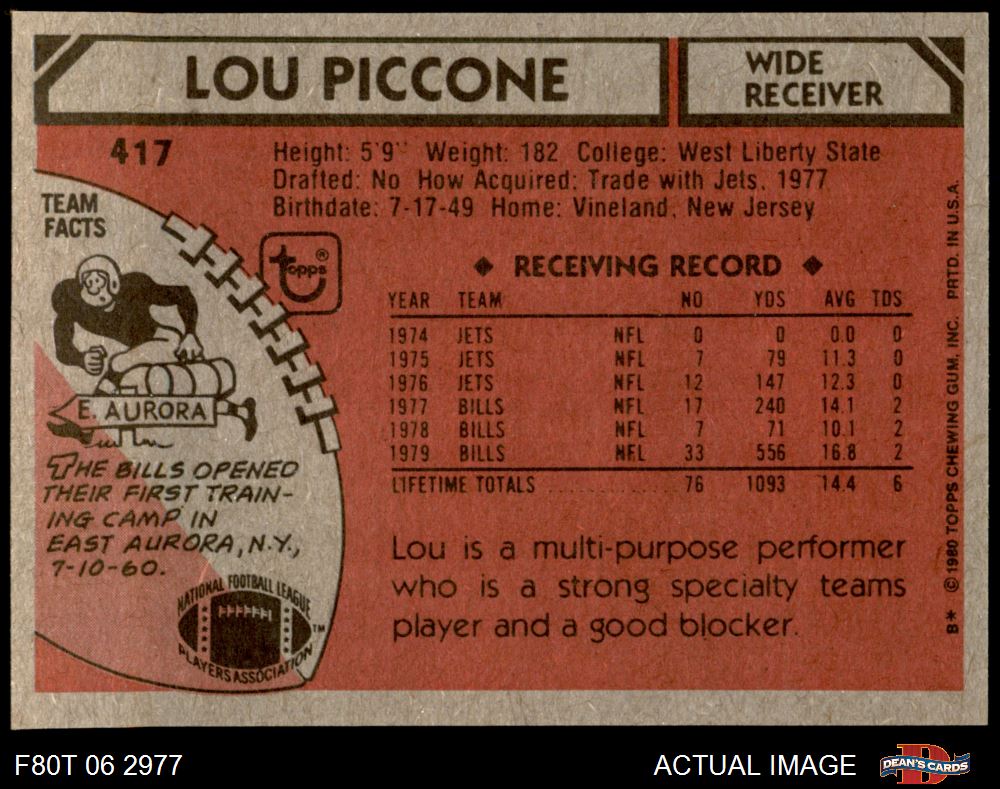 LOU PICCONE
WIDE
RECEIVER
417
Height: 5'9" Weight: 182 College: West Liberty State
Drafted: No How Acquired: Trade with Jets, 1977
Birthdate: 7-17-49 Home: Vineland, New Jersey
TEAM
FACTS
topps®
E. AURORA
THE BILLS OPENED
THEIR FIRST TRAIN-
ING CAMP IN
EAST AURORA, N.Y.,
7-10-60.
NATIONAL FOOTBALL LEAGUE
PLAYERS ASSOCIATION
TM
◆ RECEIVING RECORD ◆
YEAR TEAM NO YDS AVG TDS
1974 JETS NFL 0 0 0.0 0
1975 JETS NFL 7 79 11.3 0
1976 JETS NFL 12 147 12.3 0
1977 BILLS NFL 17 240 14.1 2
1978 BILLS NFL 7 71 10.1 2
1979 BILLS NFL 33 556 16.8 2
LIFETIME TOTALS .......... 76 1093 14.4 6
Lou is a multi-purpose performer
who is a strong specialty teams
player and a good blocker.
B* © 1980 TOPPS CHEWING GUM, INC. PRTD. IN U.S.A.
F80T 06 2977
ACTUAL IMAGE
D
DEAN'S CARDS